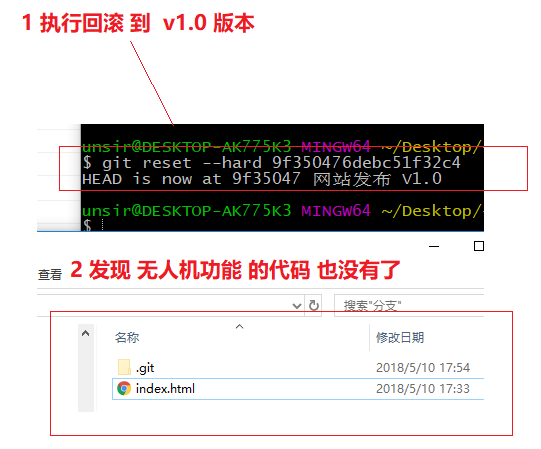 1 执行回滚 到 v1.0 版本
unsir@DESKTOP-AK775K3 MINGW64 ~/Desktop/
$ git reset --hard 9f350476debc51f32c4
HEAD is now at 9f35047 网站发布 V1.0
unsir@DESKTOP-AK775K3 MINGW64 ~/Desktop/
$
查看
2 发现 无人机功能 的代码 也没有了
搜索"分支"
名称 修改日期
.git 2018/5/10 17:54
index.html 2018/5/10 17:33